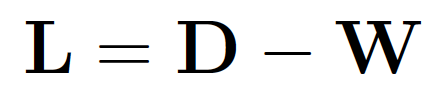 L = D − W